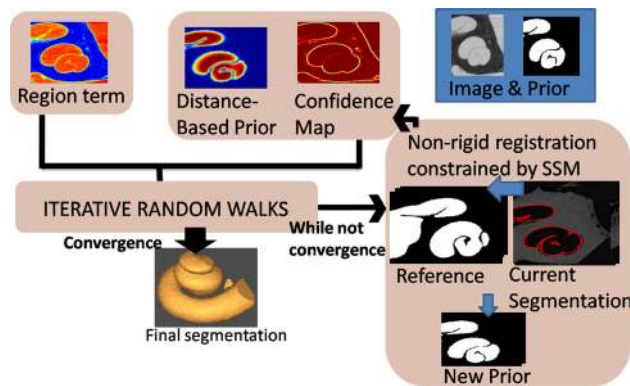 Region term
Distance-
Based Prior
Confidence
Map
Image & Prior
Non-rigid registration
constrained by SSM
ITERATIVE RANDOM WALKS
Convergence
While not
convergence
Reference
Current
Segmentation
Final segmentation
New Prior